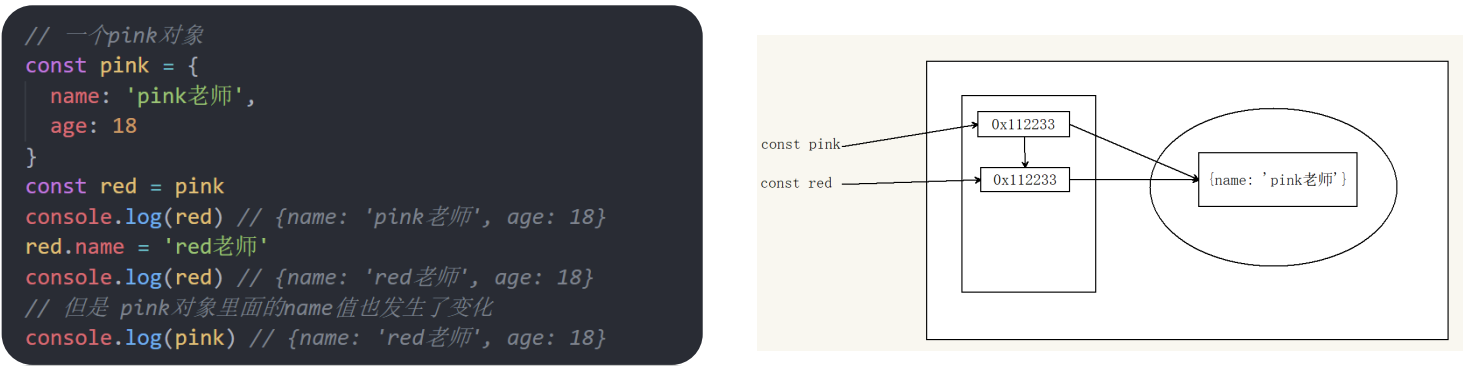 // 一个pink对象
const pink = {
  name: 'pink老师',
  age: 18
}
const red = pink
console.log(red) // {name: 'pink老师', age: 18}
red.name = 'red老师'
console.log(red) // {name: 'red老师', age: 18}
// 但是 pink对象里面的name值也发生了变化
console.log(pink) // {name: 'red老师', age: 18}
const pink
const red
0x112233
0x112233
{name: 'pink老师'}